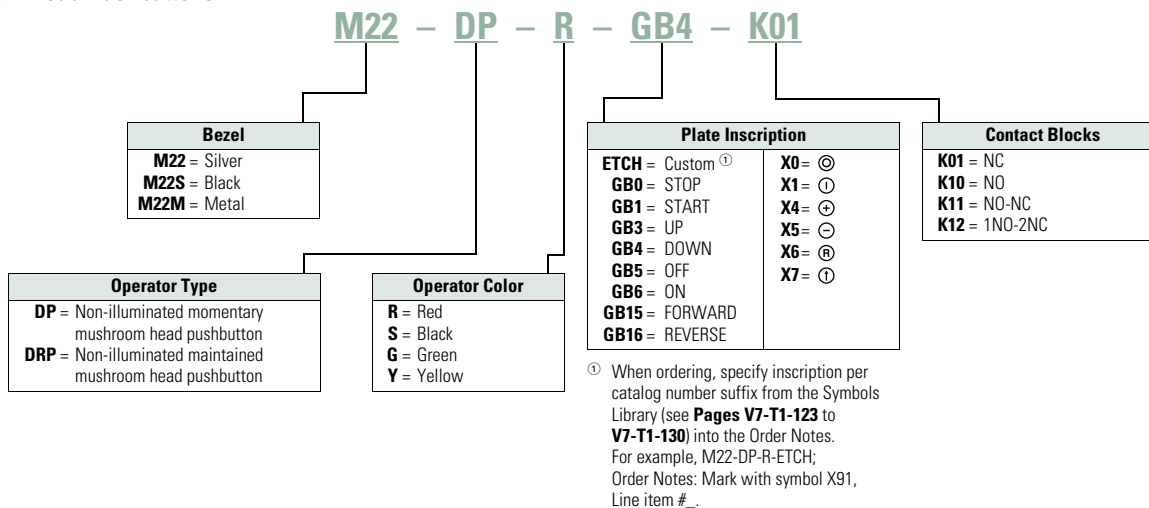 M22 – DP – R – GB4 – K01
Bezel
M22 = Silver
M22S = Black
M22M = Metal
Operator Type
DP = Non-illuminated momentary
mushroom head pushbutton
DRP = Non-illuminated maintained
mushroom head pushbutton
Operator Color
R = Red
S = Black
G = Green
Y = Yellow
Plate Inscription
ETCH = Custom ①
GB0 = STOP
GB1 = START
GB3 = UP
GB4 = DOWN
GB5 = OFF
GB6 = ON
GB15 = FORWARD
GB16 = REVERSE
X0 = ◎
X1 = Ⓘ
X4 = ⊕
X5 = ⊖
X6 = Ⓡ
X7 = ⓛ
① When ordering, specify inscription per
catalog number suffix from the Symbols
Library (see Pages V7-T1-123 to
V7-T1-130) into the Order Notes.
For example, M22-DP-R-ETCH;
Order Notes: Mark with symbol X91,
Line item #_.
Contact Blocks
K01 = NC
K10 = NO
K11 = NO-NC
K12 = 1NO-2NC